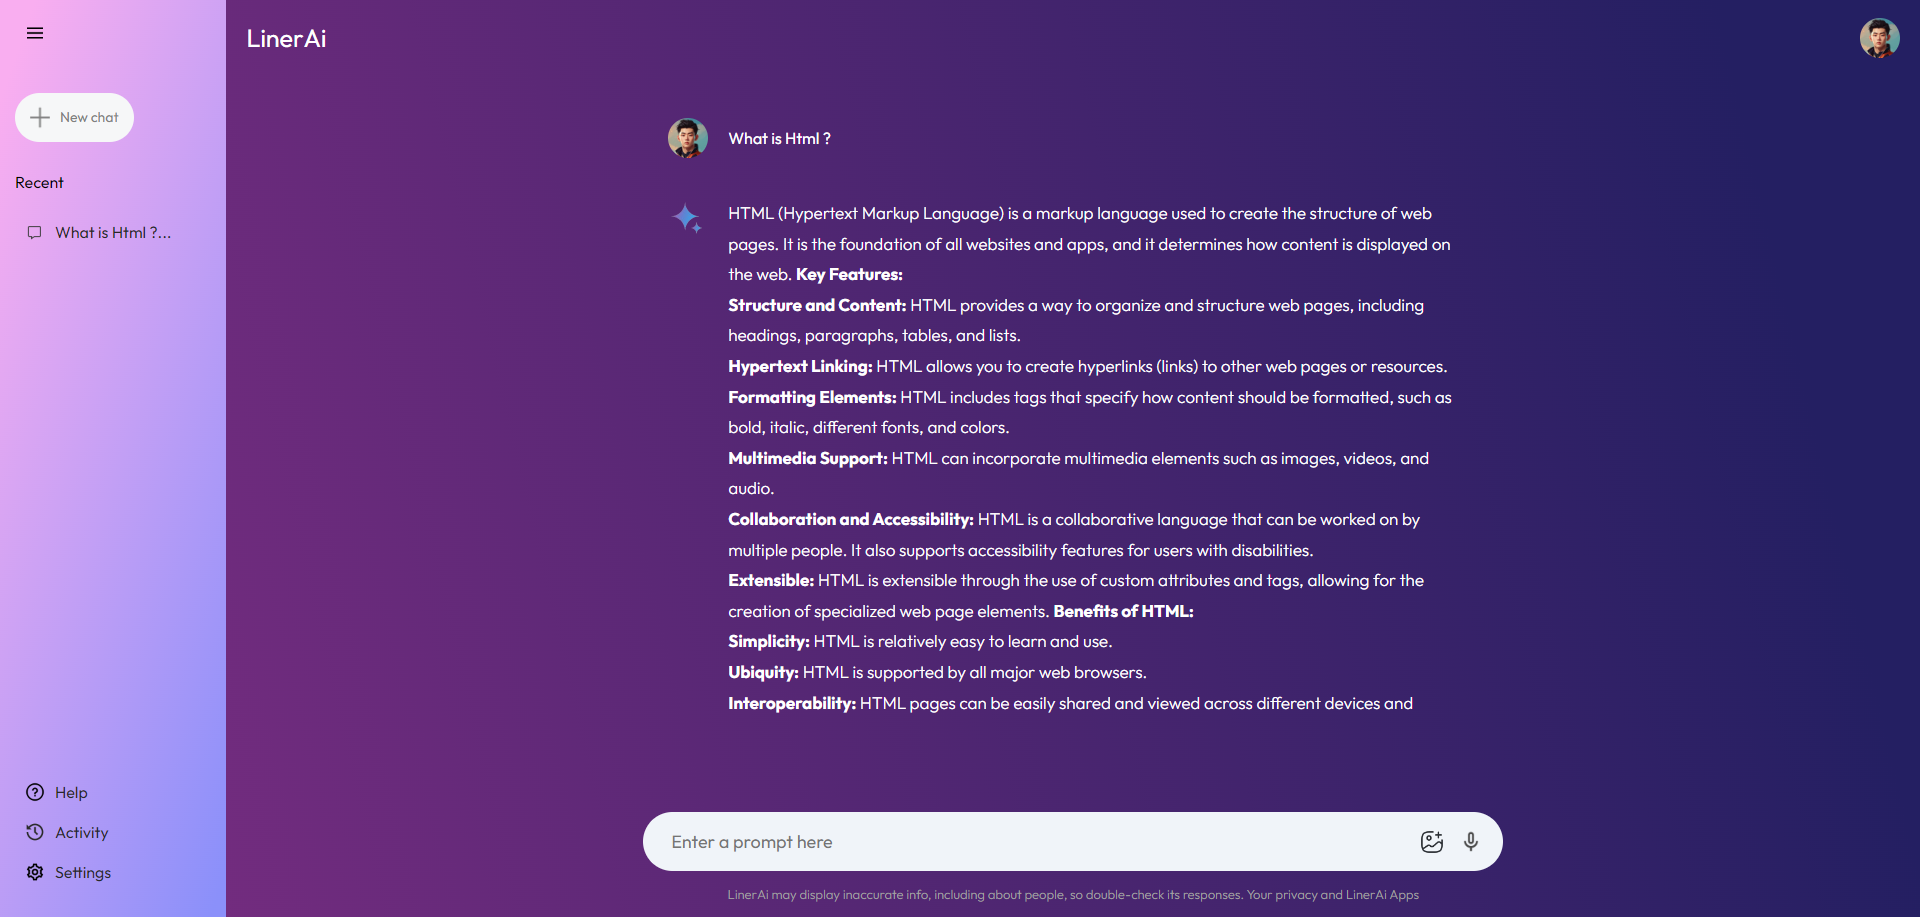 LinerAi
New chat
Recent
What is Html ?...
Help
Activity
Settings
What is Html ?
HTML (Hypertext Markup Language) is a markup language used to create the structure of web
pages. It is the foundation of all websites and apps, and it determines how content is displayed on
the web. Key Features:
Structure and Content: HTML provides a way to organize and structure web pages, including
headings, paragraphs, tables, and lists.
Hypertext Linking: HTML allows you to create hyperlinks (links) to other web pages or resources.
Formatting Elements: HTML includes tags that specify how content should be formatted, such as
bold, italic, different fonts, and colors.
Multimedia Support: HTML can incorporate multimedia elements such as images, videos, and
audio.
Collaboration and Accessibility: HTML is a collaborative language that can be worked on by
multiple people. It also supports accessibility features for users with disabilities.
Extensible: HTML is extensible through the use of custom attributes and tags, allowing for the
creation of specialized web page elements. Benefits of HTML:
Simplicity: HTML is relatively easy to learn and use.
Ubiquity: HTML is supported by all major web browsers.
Interoperability: HTML pages can be easily shared and viewed across different devices and
Enter a prompt here
LinerAi may display inaccurate info, including about people, so double-check its responses. Your privacy and LinerAi Apps